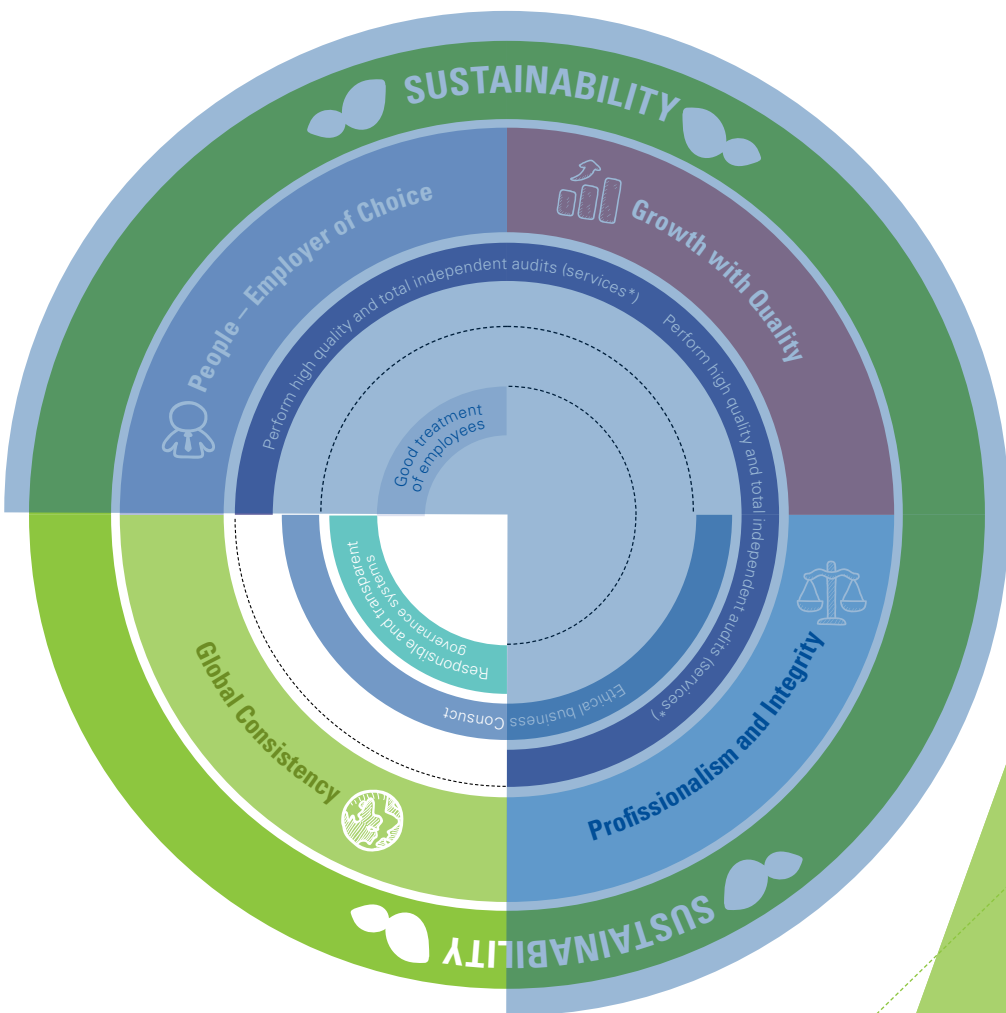 SUSTAINABILITY
People – Employer of Choice
Growth with Quality
Perform high quality and total independent audits (services*)
Perform high quality and total independent audits (services*)
Good treatment
of employees
Responsible and transparent
governance systems
Consuct
Ethical business
Global Consistency
Profissionalism and Integrity
SUSTAINABILITY